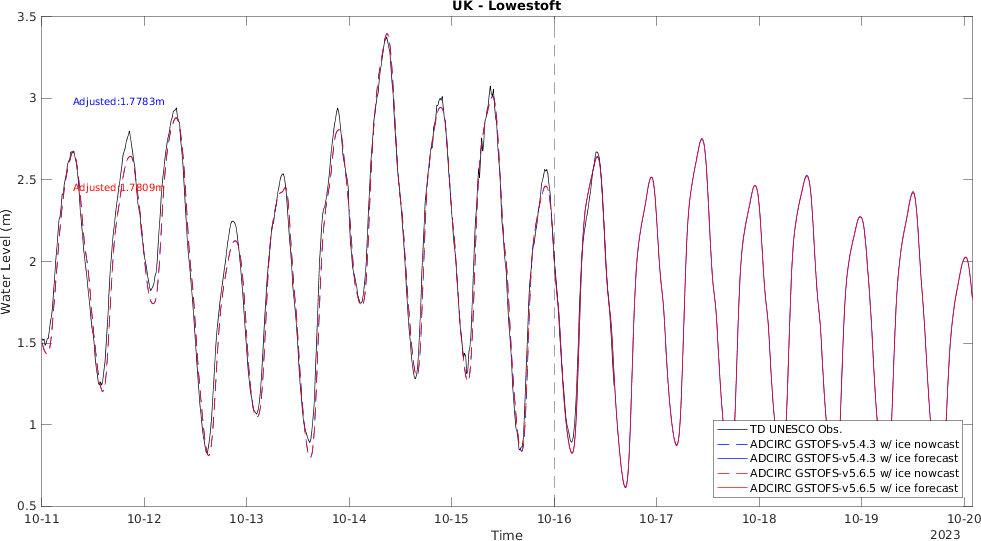 UK - Lowestoft
3.5
3
2.5
2
1.5
1
0.5
Water Level (m)
Adjusted:1.7783m
Adjusted:1.7809m
TD UNESCO Obs.
ADCIRC GSTOFS-v5.4.3 w/ ice nowcast
ADCIRC GSTOFS-v5.4.3 w/ ice forecast
ADCIRC GSTOFS-v5.6.5 w/ ice nowcast
ADCIRC GSTOFS-v5.6.5 w/ ice forecast
10-11 10-12 10-13 10-14 10-15 10-16 10-17 10-18 10-19 10-20
Time
2023